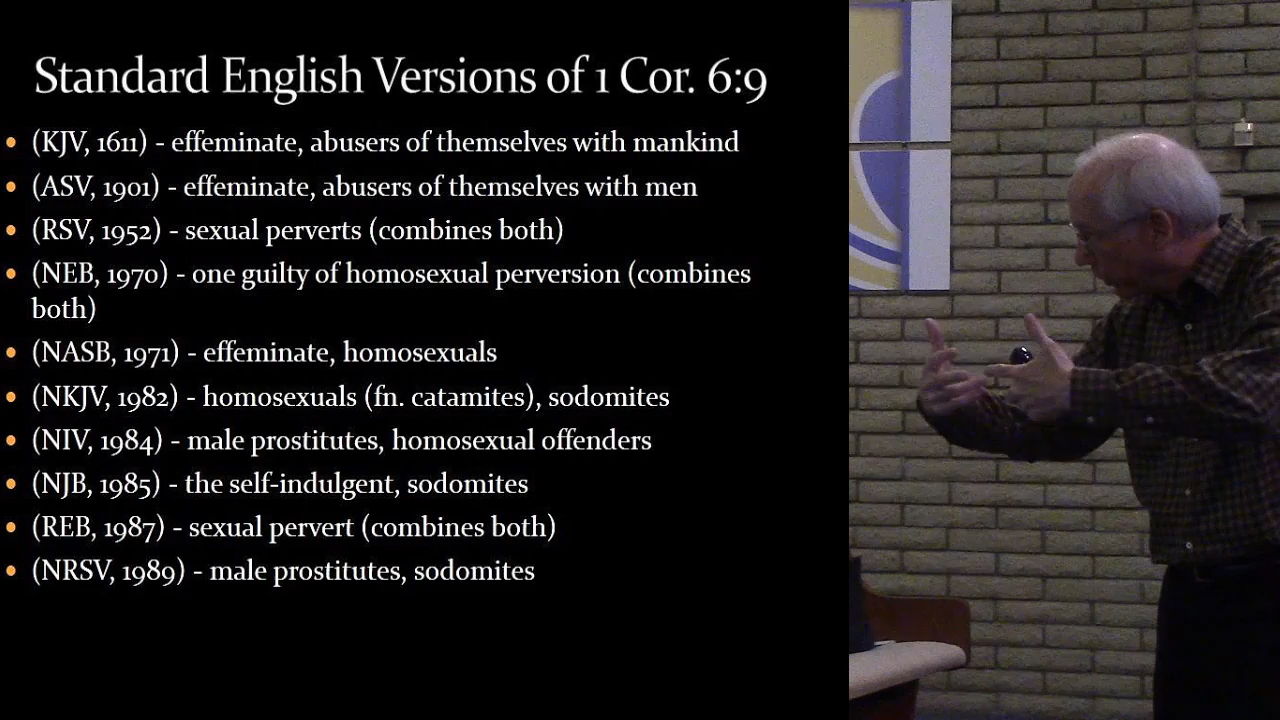 Standard English Versions of 1 Cor. 6:9
• (KJV, 1611) - effeminate, abusers of themselves with mankind
• (ASV, 1901) - effeminate, abusers of themselves with men
• (RSV, 1952) - sexual perverts (combines both)
• (NEB, 1970) - one guilty of homosexual perversion (combines
both)
• (NASB, 1971) - effeminate, homosexuals
• (NKJV, 1982) - homosexuals (fn. catamites), sodomites
• (NIV, 1984) - male prostitutes, homosexual offenders
• (NJB, 1985) - the self-indulgent, sodomites
• (REB, 1987) - sexual pervert (combines both)
• (NRSV, 1989) - male prostitutes, sodomites